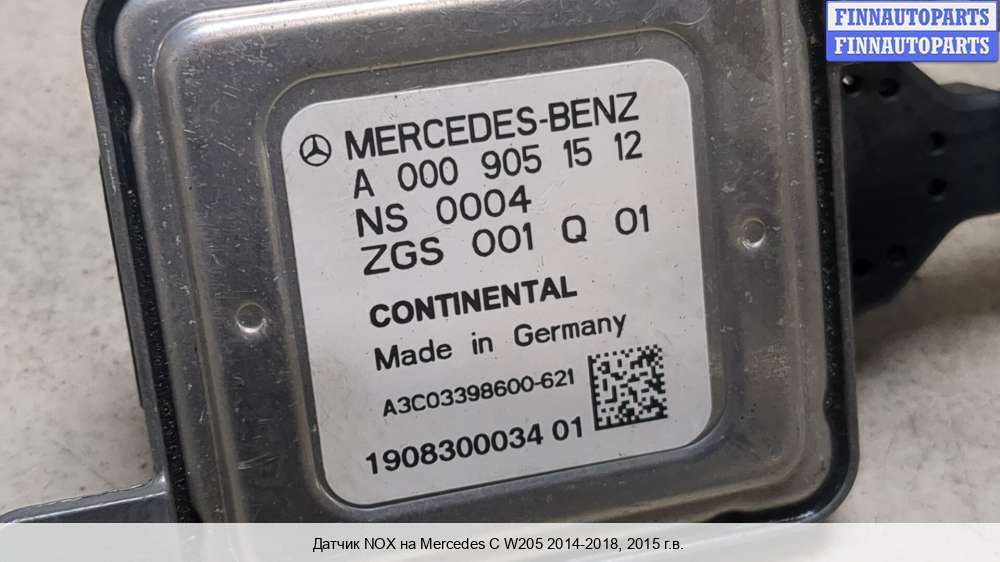 FINNAUTOPARTS
FINNAUTOPARTS
MERCEDES-BENZ
A 000 905 15 12
NS 0004
ZGS 001 Q 01
CONTINENTAL
Made in Germany
A3C03398600-621
1908300034 01
Датчик NOX на Mercedes C W205 2014-2018, 2015 г.в.